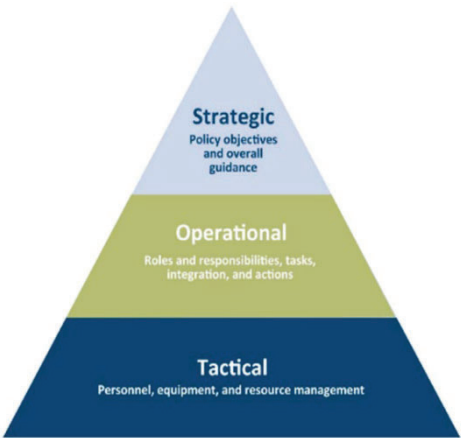 Strategic
Policy objectives
and overall
guidance
Operational
Roles and responsibilities, tasks,
integration, and actions
Tactical
Personnel, equipment, and resource management